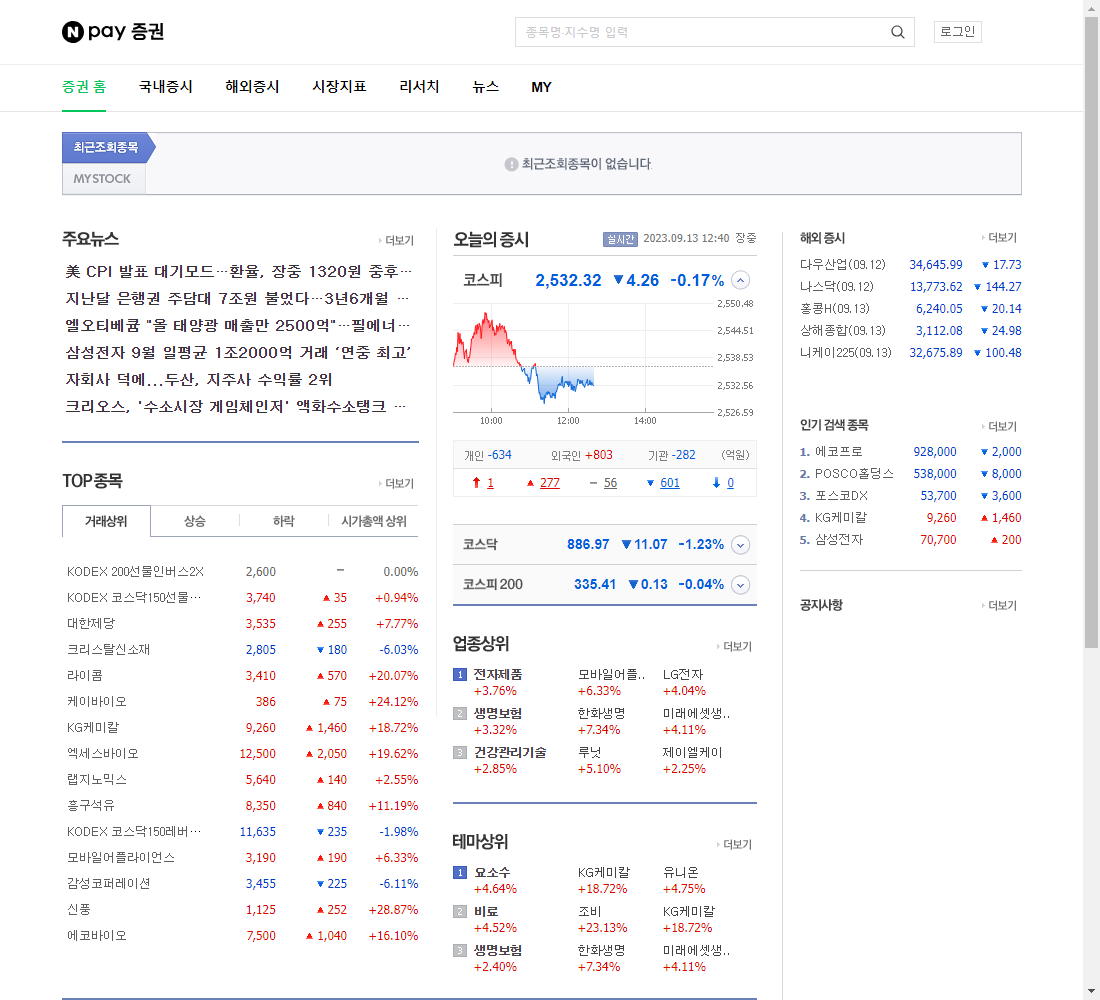 N pay 증권
종목명·지수명 입력
로그인
증권 홈 국내증시 해외증시 시장지표 리서치 뉴스 MY
최근조회종목
MYSTOCK
최근조회종목이 없습니다.
주요뉴스 더보기
美 CPI 발표 대기모드…환율, 장중 1320원 중후…
지난달 은행권 주담대 7조원 불었다…3년6개월 …
엘오티베큠 "올 태양광 매출만 2500억"…필에너…
삼성전자 9월 일평균 1조2000억 거래 ‘연중 최고’
자회사 덕에...두산, 지주사 수익률 2위
크리오스, '수소시장 게임체인저' 액화수소탱크 …
TOP종목 더보기
거래상위 상승 하락 시가총액 상위
KODEX 200선물인버스2X 2,600 – 0.00%
KODEX 코스닥150선물… 3,740 ▲ 35 +0.94%
대한제당 3,535 ▲ 255 +7.77%
크리스탈신소재 2,805 ▼ 180 -6.03%
라이콤 3,410 ▲ 570 +20.07%
케이바이오 386 ▲ 75 +24.12%
KG케미칼 9,260 ▲ 1,460 +18.72%
엑세스바이오 12,500 ▲ 2,050 +19.62%
랩지노믹스 5,640 ▲ 140 +2.55%
흥구석유 8,350 ▲ 840 +11.19%
KODEX 코스닥150레버… 11,635 ▼ 235 -1.98%
모바일어플라이언스 3,190 ▲ 190 +6.33%
감성코퍼레이션 3,455 ▼ 225 -6.11%
신풍 1,125 ▲ 252 +28.87%
에코바이오 7,500 ▲ 1,040 +16.10%
오늘의 증시 실시간 2023.09.13 12:40 장중
코스피 2,532.32 ▼ 4.26 -0.17%
2,550.48
2,544.51
2,538.53
2,532.56
2,526.59
10:00 12:00 14:00
개인 -634 외국인 +803 기관 -282 (억원)
↑ 1 ▲ 277 – 56 ▼ 601 ↓ 0
코스닥 886.97 ▼ 11.07 -1.23%
코스피 200 335.41 ▼ 0.13 -0.04%
업종상위 더보기
1 전자제품 모바일어플.. LG전자
+3.76% +6.33% +4.04%
2 생명보험 한화생명 미래에셋생..
+3.32% +7.34% +4.11%
3 건강관리기술 루닛 제이엘케이
+2.85% +5.10% +2.25%
테마상위 더보기
1 요소수 KG케미칼 유니온
+4.64% +18.72% +4.75%
2 비료 조비 KG케미칼
+4.52% +23.13% +18.72%
3 생명보험 한화생명 미래에셋생..
+2.40% +7.34% +4.11%
해외 증시 더보기
다우산업(09.12) 34,645.99 ▼ 17.73
나스닥(09.12) 13,773.62 ▼ 144.27
홍콩H(09.13) 6,240.05 ▼ 20.14
상해종합(09.13) 3,112.08 ▼ 24.98
니케이225(09.13) 32,675.89 ▼ 100.48
인기 검색 종목 더보기
1. 에코프로 928,000 ▼ 2,000
2. POSCO홀딩스 538,000 ▼ 8,000
3. 포스코DX 53,700 ▼ 3,600
4. KG케미칼 9,260 ▲ 1,460
5. 삼성전자 70,700 ▲ 200
공지사항 더보기